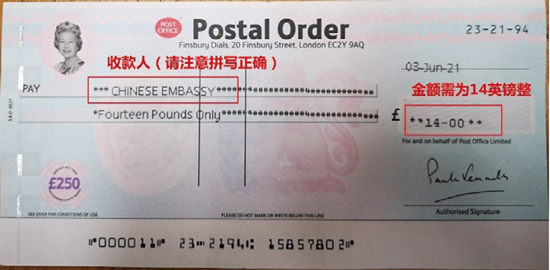 POST OFFICE
Postal Order
Finsbury Dials, 20 Finsbury Street, London EC2Y 9AQ
23-21-94
收款人（请注意拼写正确）
03-Jun-21
PAY
*** CHINESE EMBASSY
金额需为14英镑整
*Fourteen Pounds Only
£
**14-00**
For and on behalf of Post Office Limited
£250
Authorised Signature
SEE OVER FOR CONDITIONS OF USE
PLEASE DO NOT MARK OR WRITE BELOW THIS LINE
000011 23 2194 15857802